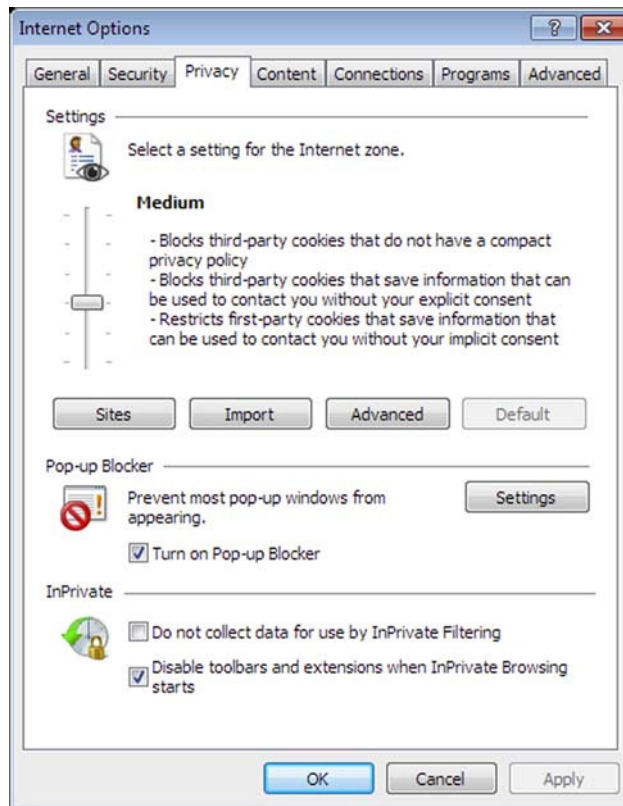 Internet Options
General Security Privacy Content Connections Programs Advanced
Settings
Select a setting for the Internet zone.
Medium
- Blocks third-party cookies that do not have a compact
privacy policy
- Blocks third-party cookies that save information that can
be used to contact you without your explicit consent
- Restricts first-party cookies that save information that
can be used to contact you without your implicit consent
Sites Import Advanced Default
Pop-up Blocker
Prevent most pop-up windows from
appearing.
Settings
Turn on Pop-up Blocker
InPrivate
Do not collect data for use by InPrivate Filtering
Disable toolbars and extensions when InPrivate Browsing
starts
OK Cancel Apply